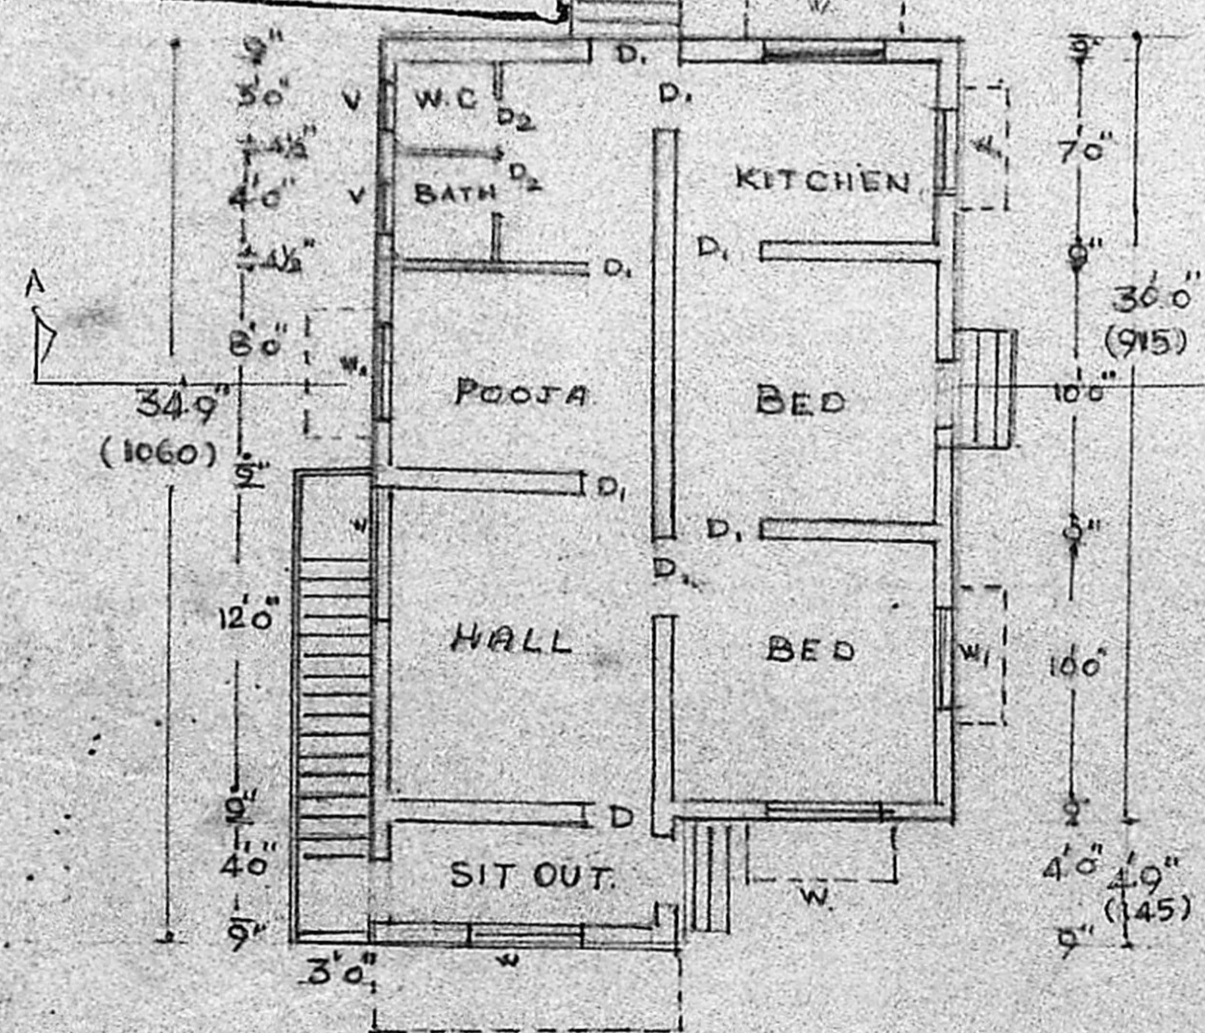 W
9"
D.
9"
3'0"
V
W.C
D2
D1
4½"
7'0"
4'0"
V
BATH
D2
KITCHEN
4½"
D1
D1
9"
A
30'0"
(915)
8'0"
W1
POOJA
BED
10'0"
34'9"
(1060)
9"
D1
W
D1
9"
D1
12'0"
HALL
BED
W1
10'0"
9"
D
9"
4'0"
SIT OUT.
W.
4'0"
4'9"
(145)
9"
W
9"
3'0"